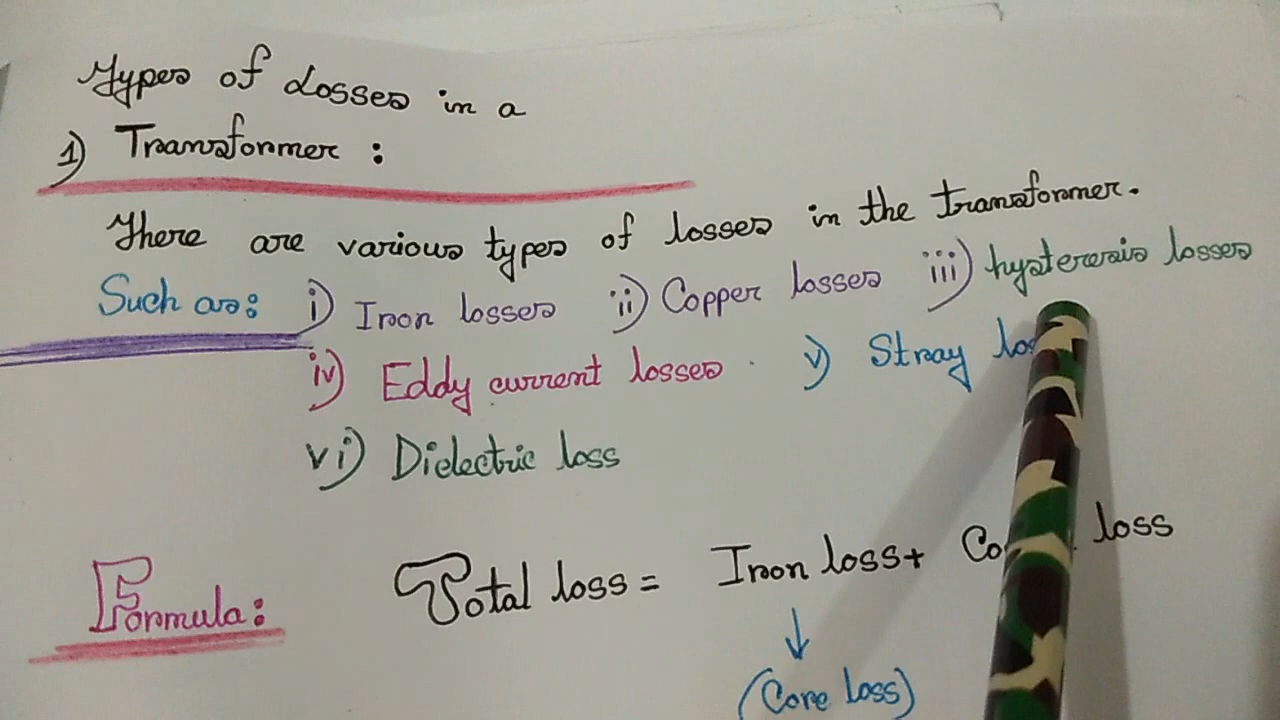 Types of Losses in a
1) Transformer :
There are various types of losses in the transformer.
Such as: i) Iron losses ii) Copper losses iii) hysteresis losses
iv) Eddy current losses v) Stray
vi) Dielectric loss
Formula: Total loss = Iron loss + loss
↓
(Core loss)